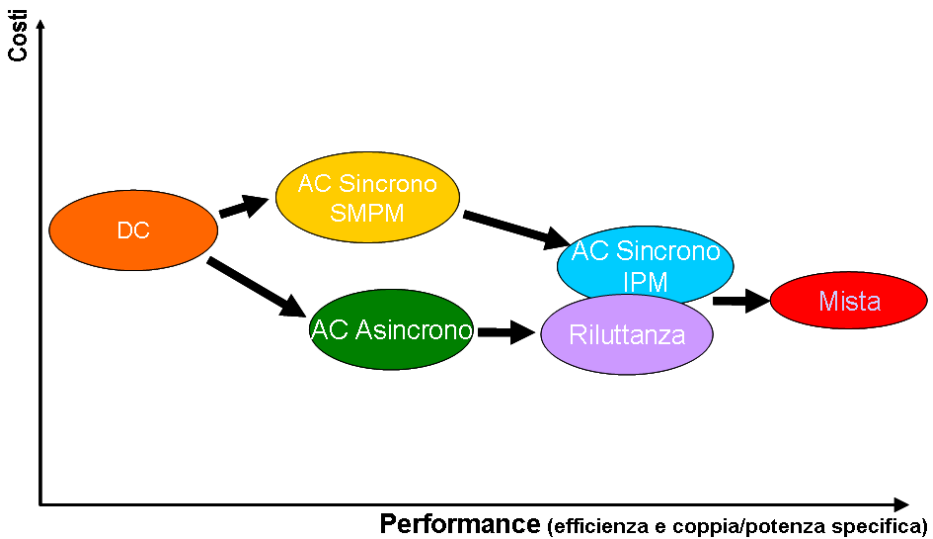 Costi
AC Sincrono
SMPM
DC
AC Sincrono
IPM
Mista
AC Asincrono
Riluttanza
Performance (efficienza e coppia/potenza specifica)